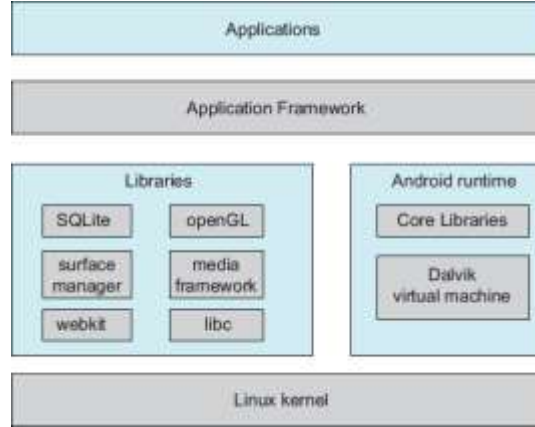 Applications
Application Framework
Libraries
SQLite
openGL
surface
manager
media
framework
webkit
libc
Android runtime
Core Libraries
Dalvik
virtual machine
Linux kernel